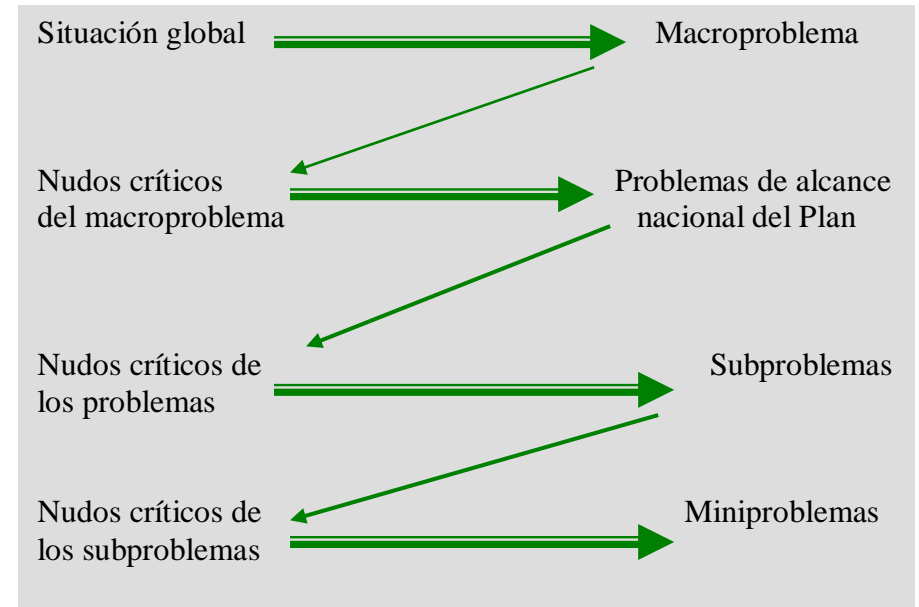 Situación global
Macroproblema
Nudos críticos
del macroproblema
Problemas de alcance
nacional del Plan
Nudos críticos de
los problemas
Subproblemas
Nudos críticos de
los subproblemas
Miniproblemas